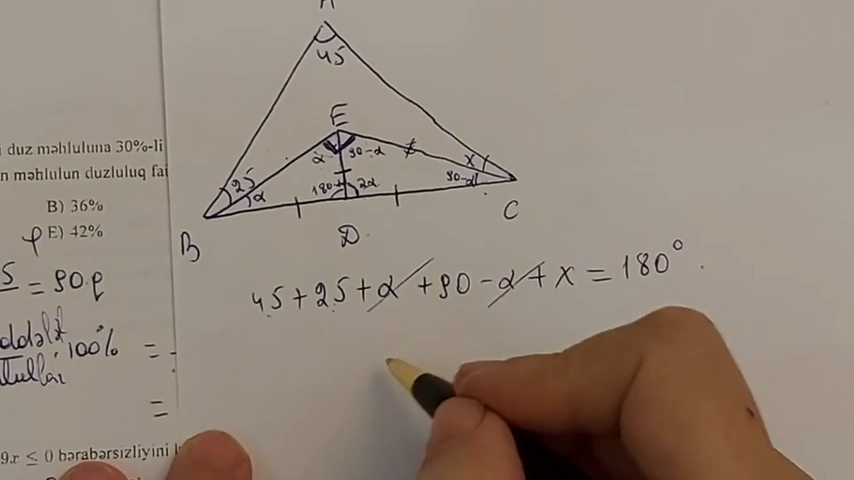 A
45
E
α 90-α
25 α 180-2α 2α 90-α x
B D C
i duz məhluluna 30%-li
n məhlulun duzluluq fai
B) 36%
E) 42%
45 + 25 + α + 90 - α + x = 180°
= 90.
100%
=
=
9.x ≤ 0 bərabərsizliyini